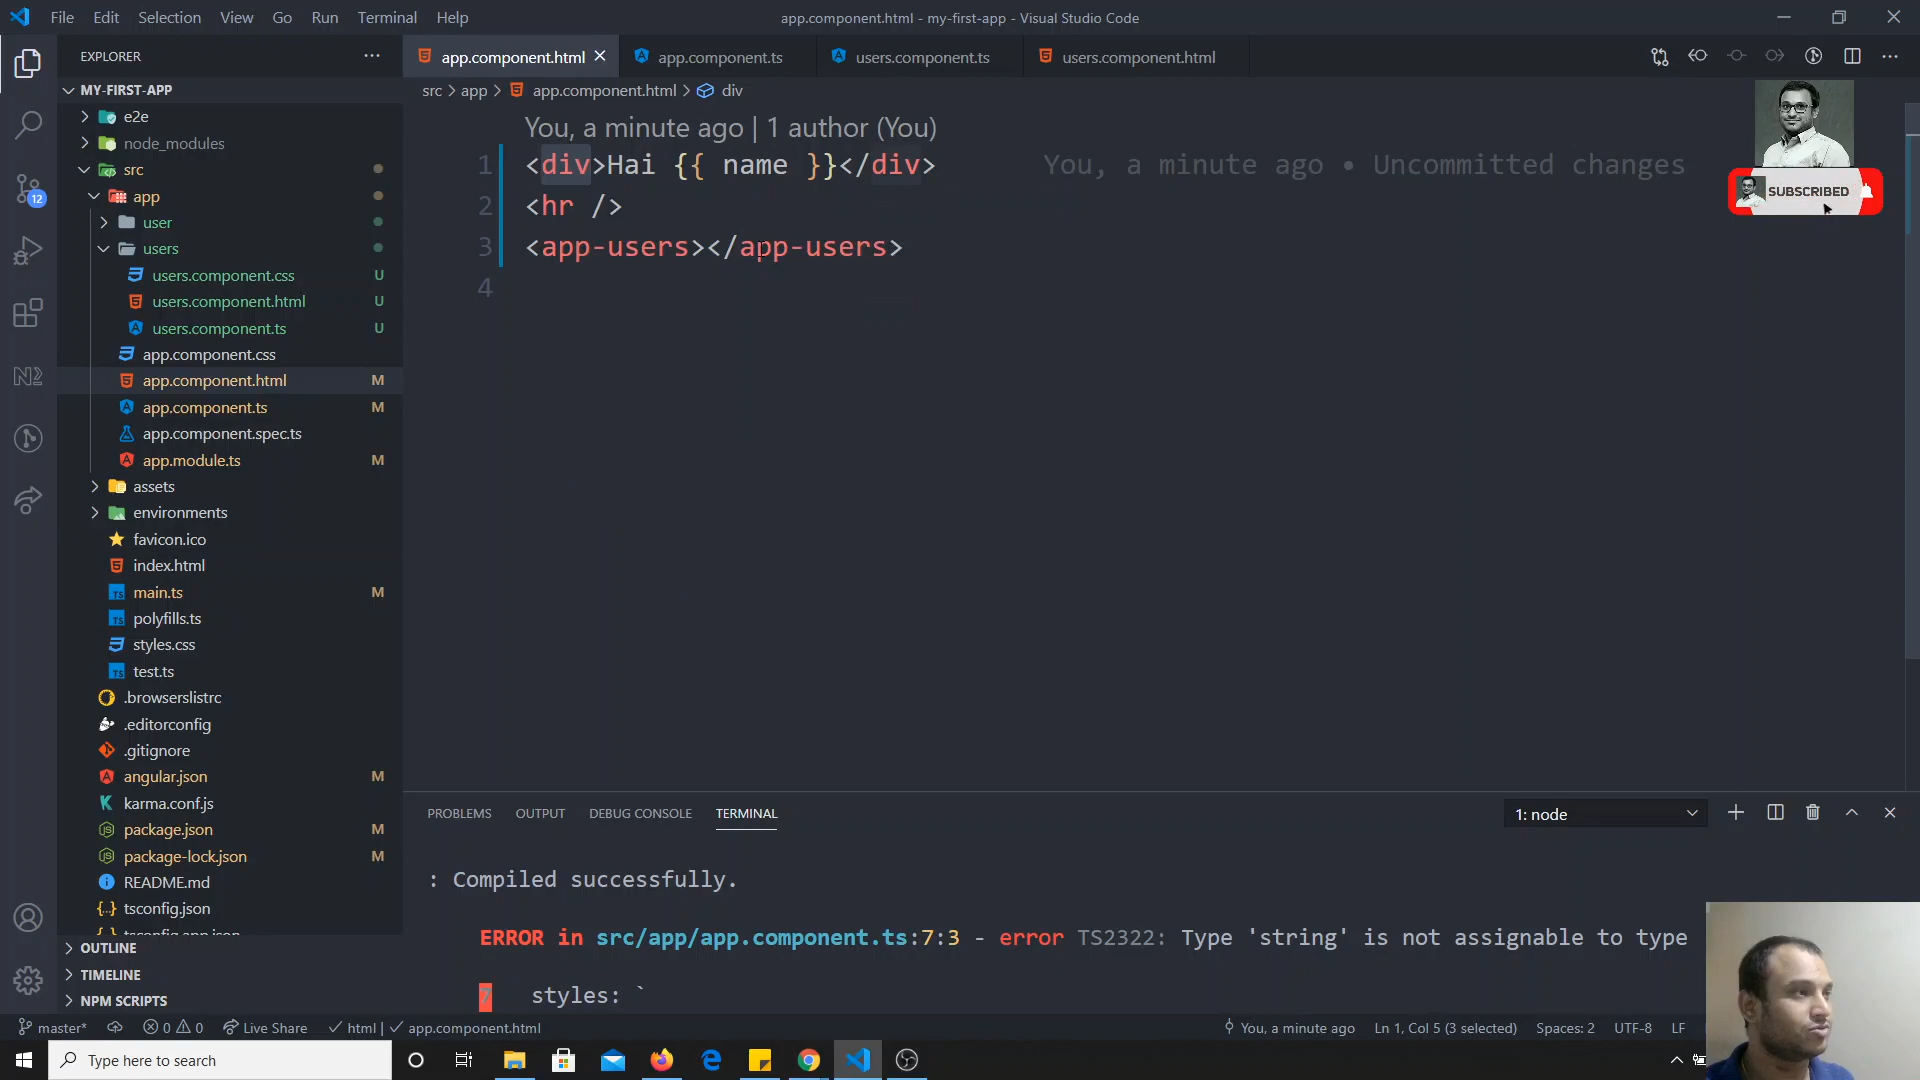 File Edit Selection View Go Run Terminal Help
app.component.html - my-first-app - Visual Studio Code
EXPLORER
app.component.html
app.component.ts
users.component.ts
users.component.html
MY-FIRST-APP
src > app > app.component.html > div
e2e
node_modules
src
app
user
users
users.component.css U
users.component.html U
users.component.ts U
app.component.css
app.component.html M
app.component.ts M
app.component.spec.ts
app.module.ts M
assets
environments
favicon.ico
index.html
main.ts M
polyfills.ts
styles.css
test.ts
.browserslistrc
.editorconfig
.gitignore
angular.json M
karma.conf.js
package.json M
package-lock.json M
README.md
tsconfig.json
tsconfig.app.json
OUTLINE
TIMELINE
NPM SCRIPTS
12
You, a minute ago | 1 author (You)
1 <div>Hai {{ name }}</div> You, a minute ago • Uncommitted changes
2 <hr />
3 <app-users></app-users>
4
SUBSCRIBED
PROBLEMS OUTPUT DEBUG CONSOLE TERMINAL
1: node
: Compiled successfully.
ERROR in src/app/app.component.ts:7:3 - error TS2322: Type 'string' is not assignable to type
7 styles: `
master* 0 0 Live Share html | app.component.html
You, a minute ago Ln 1, Col 5 (3 selected) Spaces: 2 UTF-8 LF
Type here to search